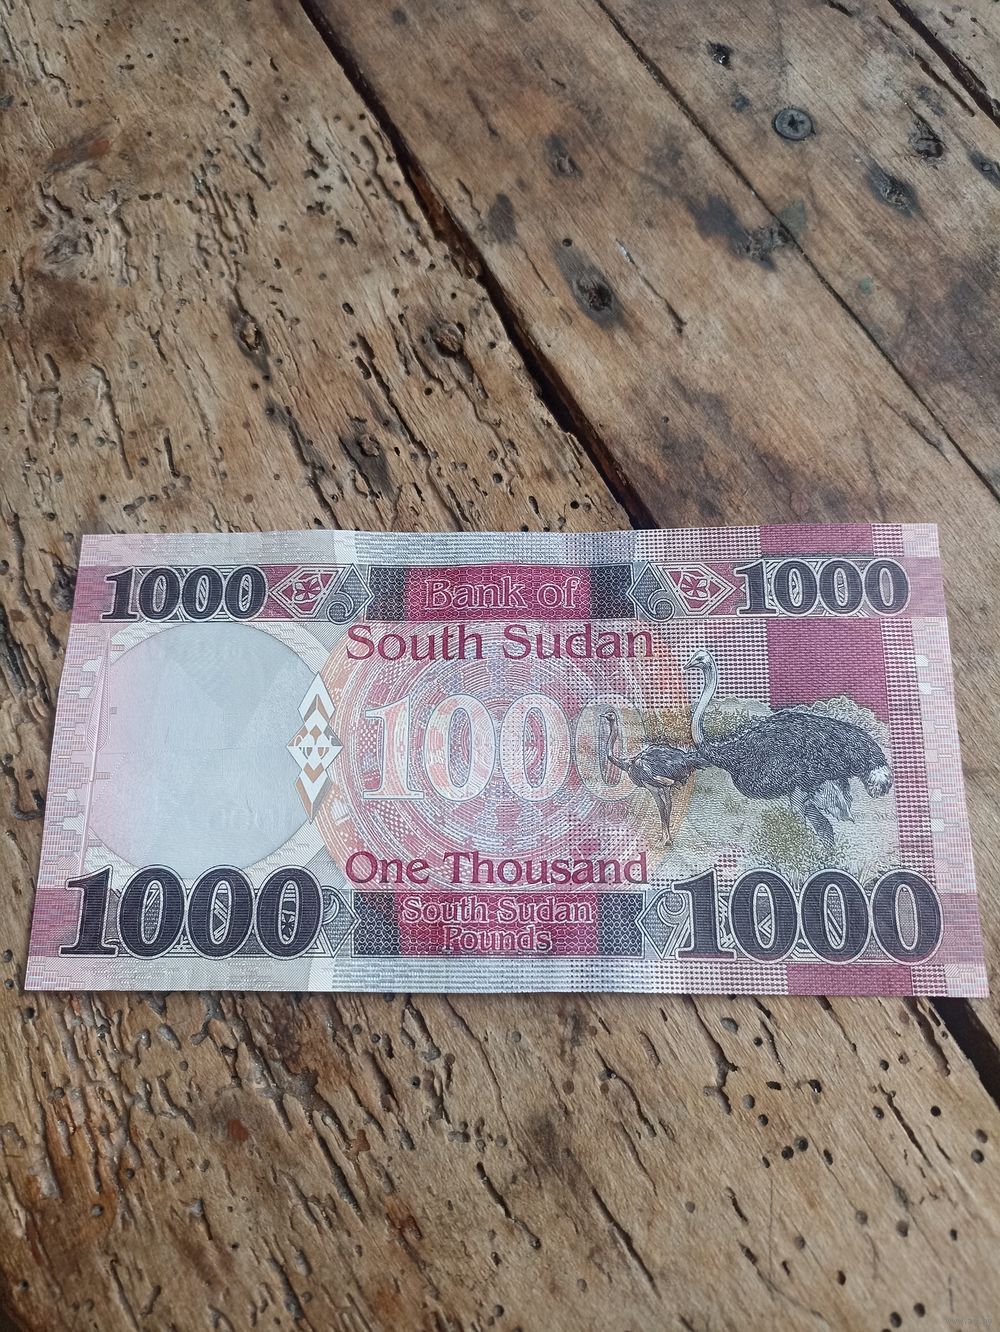 1000 Bank of 1000
South Sudan
1000
One Thousand
1000 South Sudan 1000
Pounds